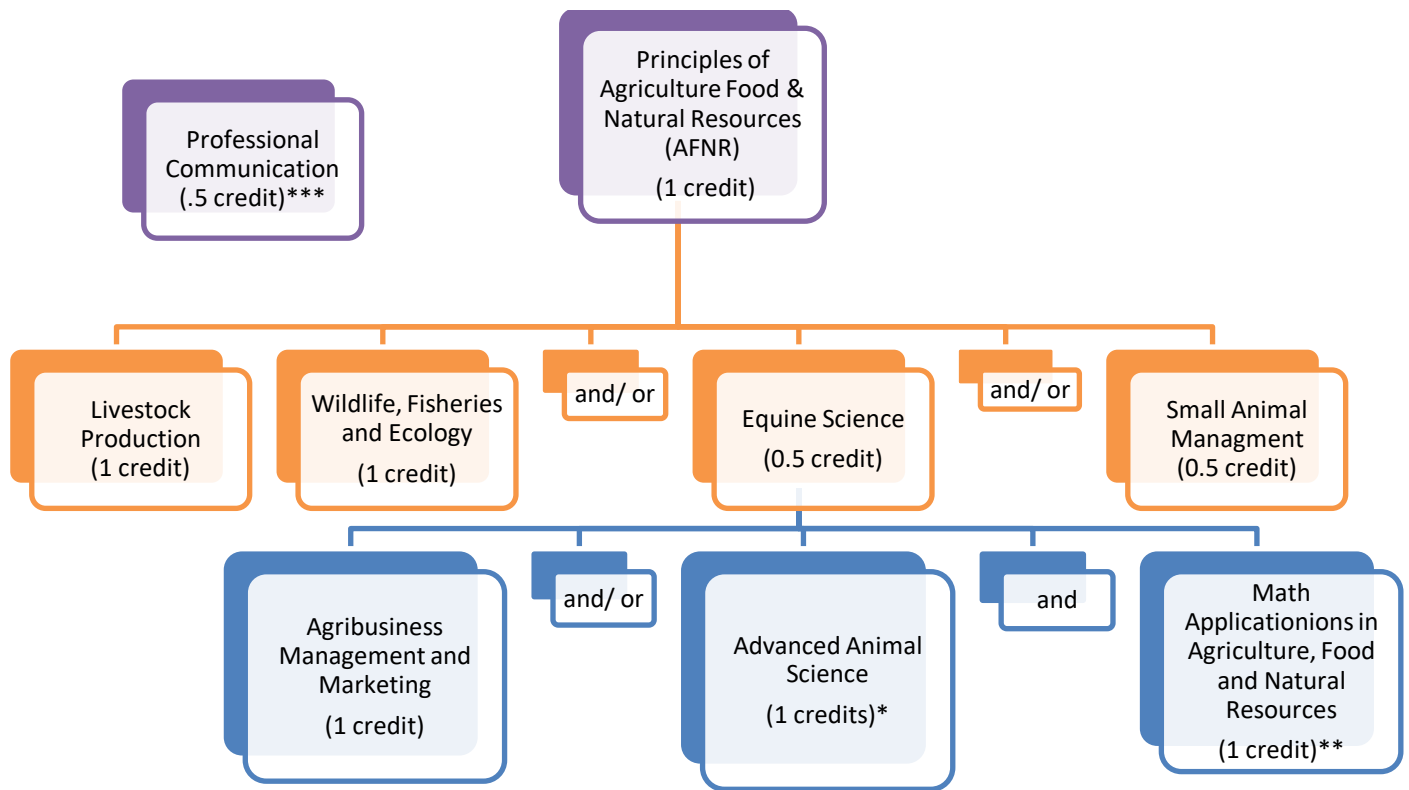 Principles of
Agriculture Food &
Natural Resources
(AFNR)
(1 credit)
Professional
Communication
(.5 credit)***
Livestock
Production
(1 credit)
Wildlife, Fisheries
and Ecology
(1 credit)
and/ or
Equine Science
(0.5 credit)
and/ or
Small Animal
Managment
(0.5 credit)
Agribusiness
Management and
Marketing
(1 credit)
and/ or
Advanced Animal
Science
(1 credits)*
and
Math
Applicationions in
Agriculture, Food
and Natural
Resources
(1 credit)**